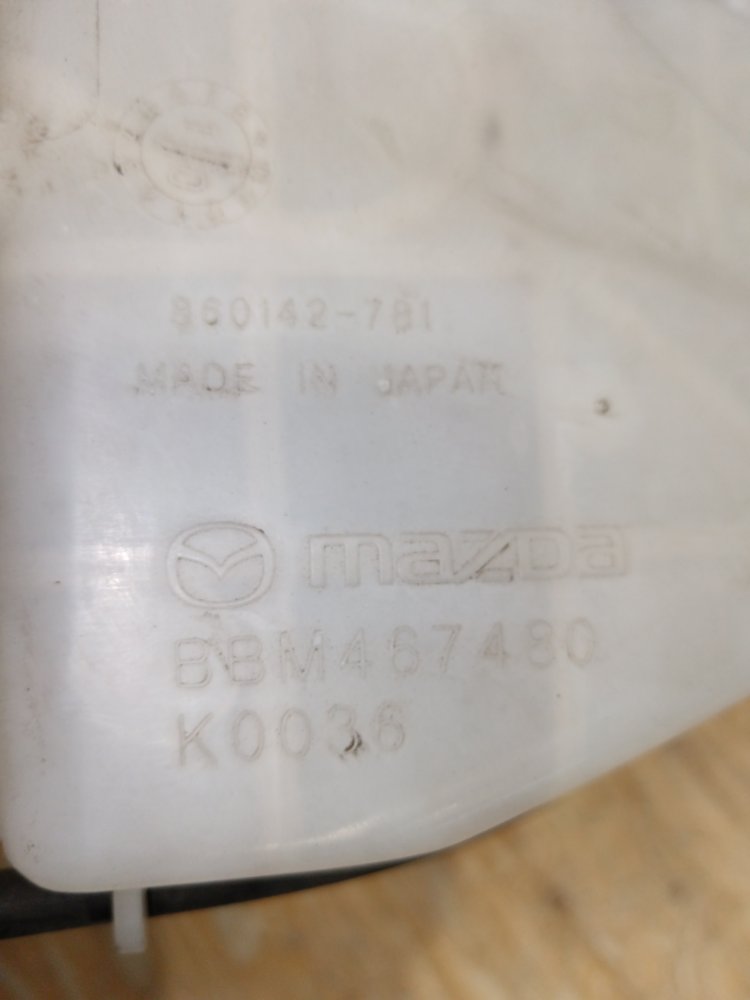 860142-781
MADE IN JAPAN
mazda
BBM467480
K0036